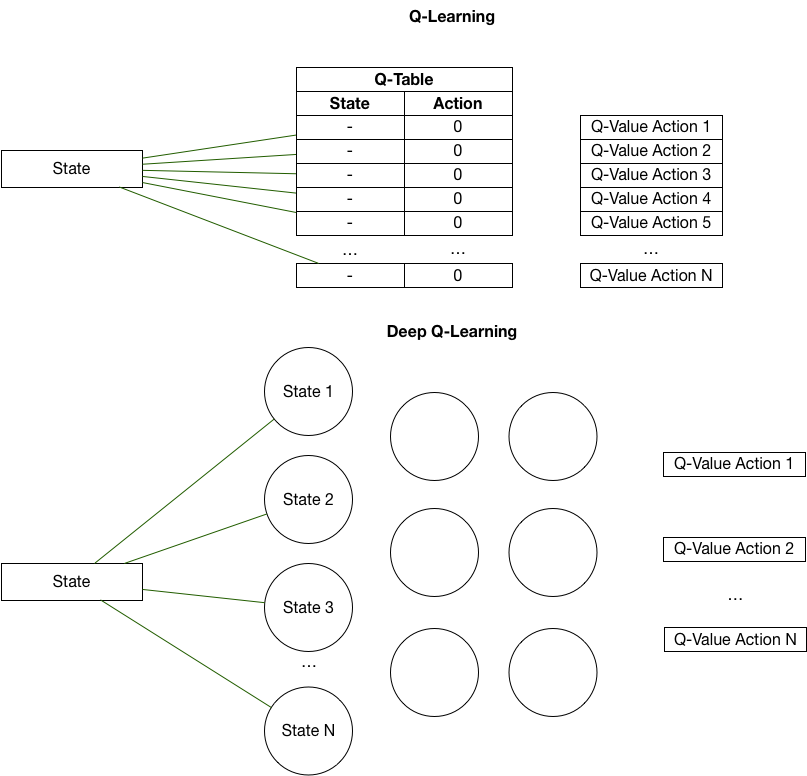 Q-Learning
Q-Table
State Action
- 0
- 0
- 0
- 0
- 0
... ...
- 0
State
Q-Value Action 1
Q-Value Action 2
Q-Value Action 3
Q-Value Action 4
Q-Value Action 5
...
Q-Value Action N
Deep Q-Learning
State
State 1
State 2
State 3
...
State N
Q-Value Action 1
Q-Value Action 2
...
Q-Value Action N